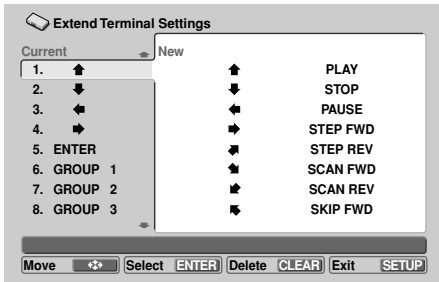 Extend Terminal Settings
Current New
1. ⬆ ⬆ PLAY
2. ⬇ ⬇ STOP
3. ⬅ ⬅ PAUSE
4. ➡ ➡ STEP FWD
5. ENTER ⬈ STEP REV
6. GROUP 1 ⬊ SCAN FWD
7. GROUP 2 ⬋ SCAN REV
8. GROUP 3 ⬉ SKIP FWD
Move Select ENTER Delete CLEAR Exit SETUP